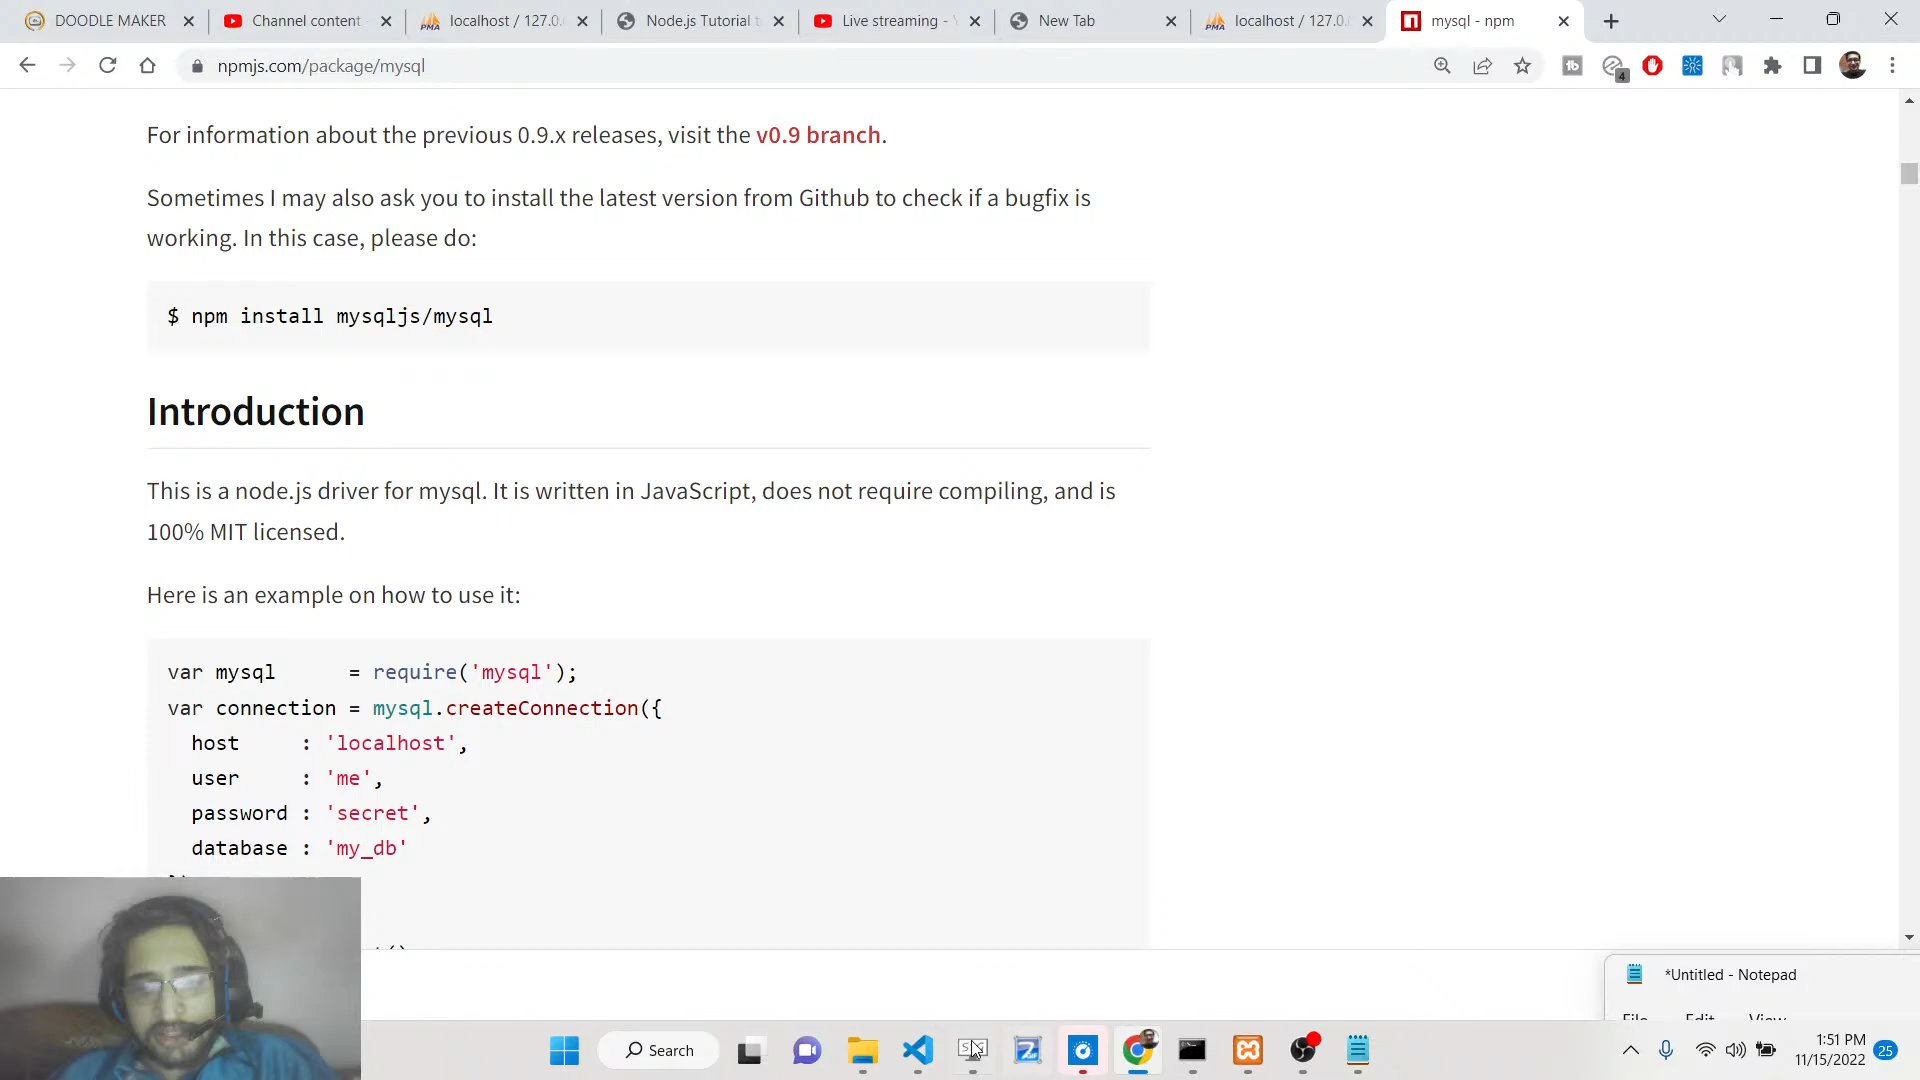 DOODLE MAKER
Channel content -
localhost / 127.0.
Node.js Tutorial t
Live streaming -
New Tab
localhost / 127.0.
mysql - npm
npmjs.com/package/mysql
4
For information about the previous 0.9.x releases, visit the v0.9 branch.
Sometimes I may also ask you to install the latest version from Github to check if a bugfix is
working. In this case, please do:
$ npm install mysqljs/mysql
Introduction
This is a node.js driver for mysql. It is written in JavaScript, does not require compiling, and is
100% MIT licensed.
Here is an example on how to use it:
var mysql      = require('mysql');
var connection = mysql.createConnection({
host     : 'localhost',
user     : 'me',
password : 'secret',
database : 'my_db'
*Untitled - Notepad
File Edit View
Search
1:51 PM
11/15/2022
25